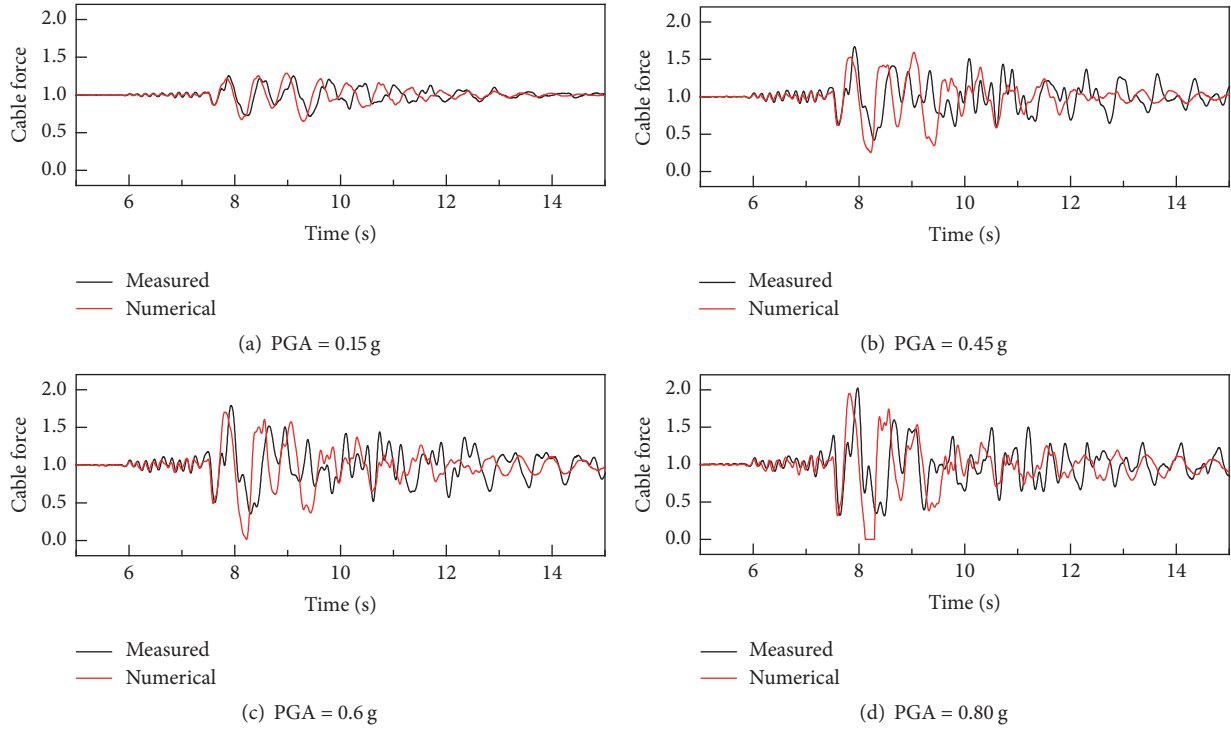 2.0
1.5
1.0
0.5
0.0
Cable force
6 8 10 12 14
Time (s)
Measured
Numerical
(a) PGA = 0.15 g
2.0
1.5
1.0
0.5
0.0
Cable force
6 8 10 12 14
Time (s)
Measured
Numerical
(b) PGA = 0.45 g
2.0
1.5
1.0
0.5
0.0
Cable force
6 8 10 12 14
Time (s)
Measured
Numerical
(c) PGA = 0.6 g
2.0
1.5
1.0
0.5
0.0
Cable force
6 8 10 12 14
Time (s)
Measured
Numerical
(d) PGA = 0.80 g